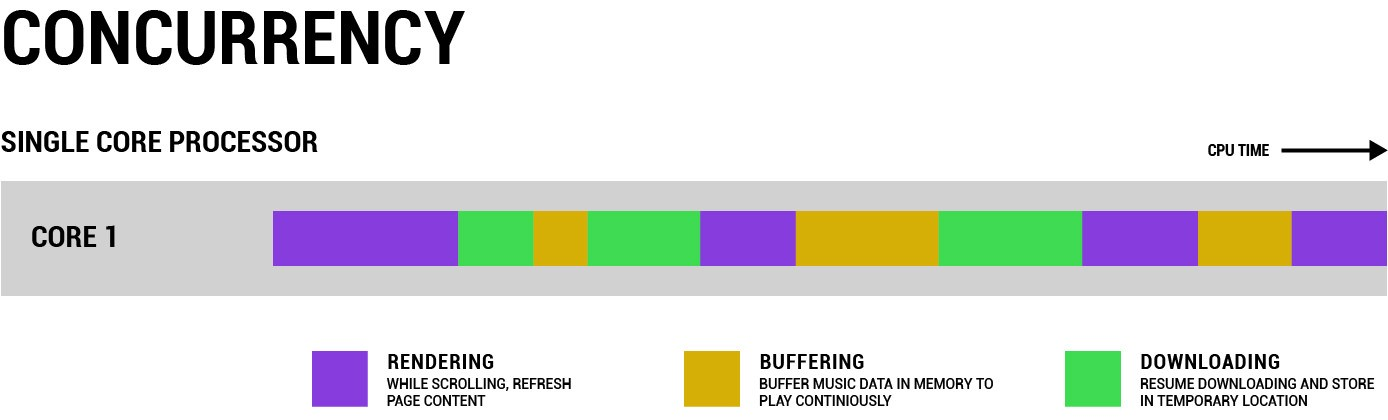 CONCURRENCY
SINGLE CORE PROCESSOR
CPU TIME
CORE 1
RENDERING
WHILE SCROLLING, REFRESH
PAGE CONTENT
BUFFERING
BUFFER MUSIC DATA IN MEMORY TO
PLAY CONTINIOUSLY
DOWNLOADING
RESUME DOWNLOADING AND STORE
IN TEMPORARY LOCATION